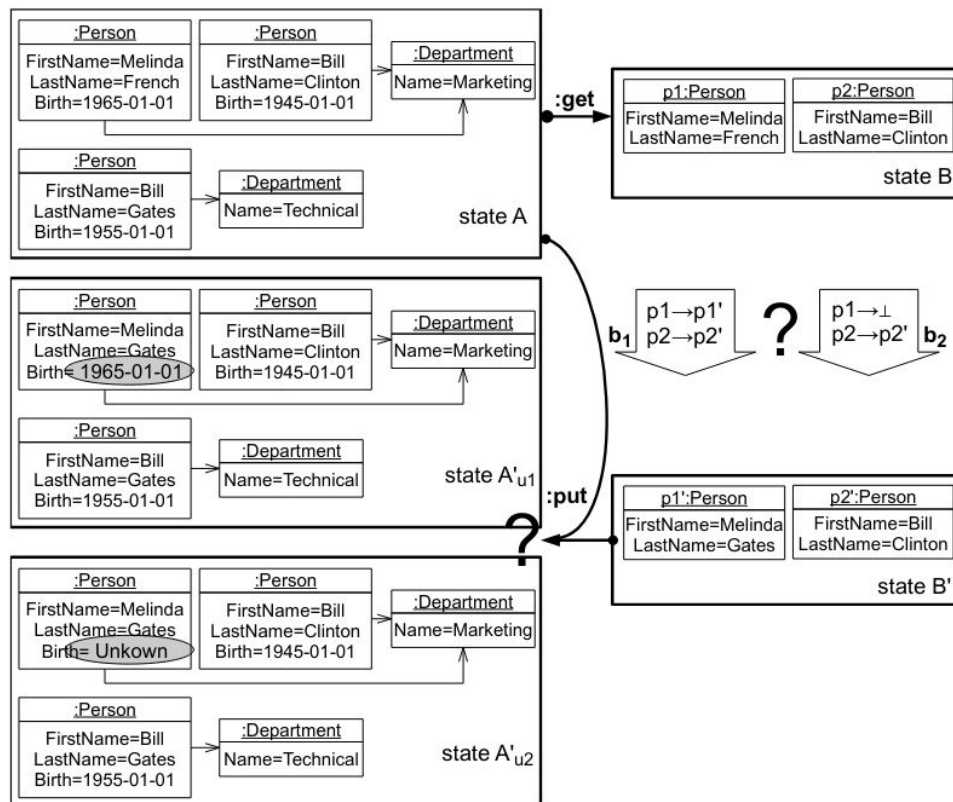 :Person
FirstName=Melinda
LastName=French
Birth=1965-01-01
:Person
FirstName=Bill
LastName=Clinton
Birth=1945-01-01
:Department
Name=Marketing
:Person
FirstName=Bill
LastName=Gates
Birth=1955-01-01
:Department
Name=Technical
state A
:get
p1:Person
FirstName=Melinda
LastName=French
p2:Person
FirstName=Bill
LastName=Clinton
state B
:Person
FirstName=Melinda
LastName=Gates
Birth= 1965-01-01
:Person
FirstName=Bill
LastName=Clinton
Birth=1945-01-01
:Department
Name=Marketing
:Person
FirstName=Bill
LastName=Gates
Birth=1955-01-01
:Department
Name=Technical
state A'u1
b1
p1→p1'
p2→p2'
?
p1→⊥
p2→p2'
b2
:put
?
p1':Person
FirstName=Melinda
LastName=Gates
p2':Person
FirstName=Bill
LastName=Clinton
state B'
:Person
FirstName=Melinda
LastName=Gates
Birth= Unkown
:Person
FirstName=Bill
LastName=Clinton
Birth=1945-01-01
:Department
Name=Marketing
:Person
FirstName=Bill
LastName=Gates
Birth=1955-01-01
:Department
Name=Technical
state A'u2